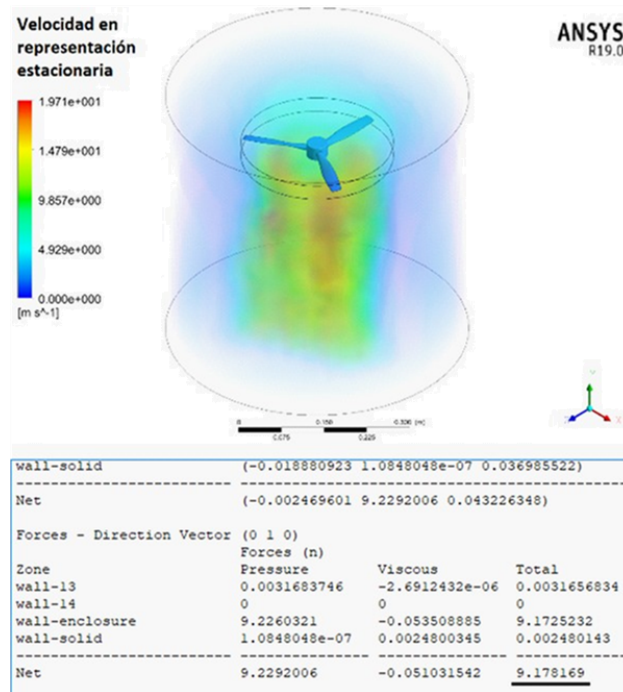 Velocidad en
representación
estacionaria
ANSYS
R19.0
1.971e+001
1.479e+001
9.857e+000
4.929e+000
0.000e+000
[m s^-1]
0 0.150 0.300 (m)
0.075 0.225
Y
X
wall-solid (-0.018880923 1.0848048e-07 0.036985522)
------------------------- --------------------- ---------------- ----------------
Net (-0.002469601 9.2292006 0.043226348)
Forces - Direction Vector (0 1 0)
Forces (n)
Zone Pressure Viscous Total
wall-13 0.0031683746 -2.6912432e-06 0.0031656834
wall-14 0 0 0
wall-enclosure 9.2260321 -0.053508885 9.1725232
wall-solid 1.0848048e-07 0.0024800345 0.002480143
------------------------- --------------------- ---------------- ----------------
Net 9.2292006 -0.051031542 9.178169